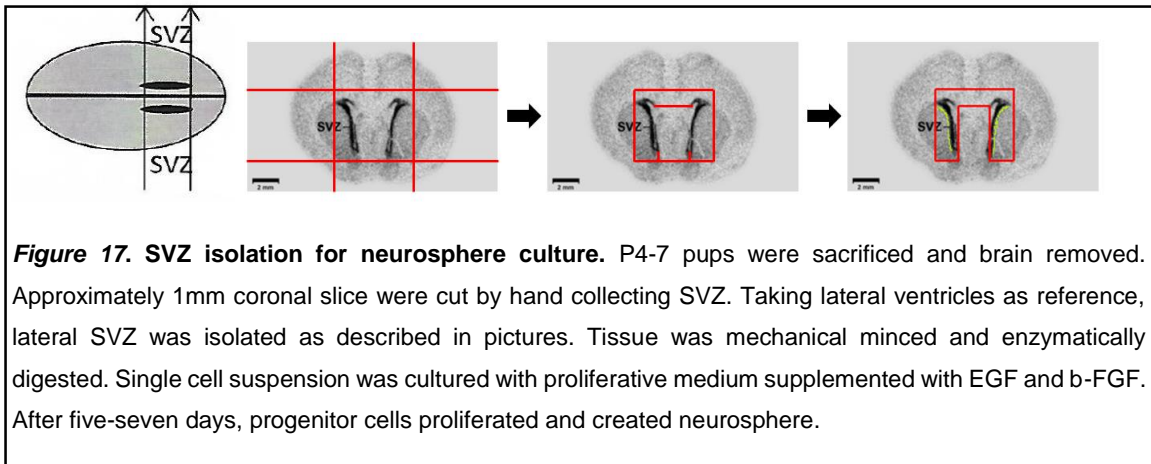 SVZ
SVZ
SVZ
2 mm
SVZ
2 mm
SVZ
2 mm
Figure 17. SVZ isolation for neurosphere culture. P4-7 pups were sacrificed and brain removed.
Approximately 1mm coronal slice were cut by hand collecting SVZ. Taking lateral ventricles as reference,
lateral SVZ was isolated as described in pictures. Tissue was mechanical minced and enzymatically
digested. Single cell suspension was cultured with proliferative medium supplemented with EGF and b-FGF.
After five-seven days, progenitor cells proliferated and created neurosphere.